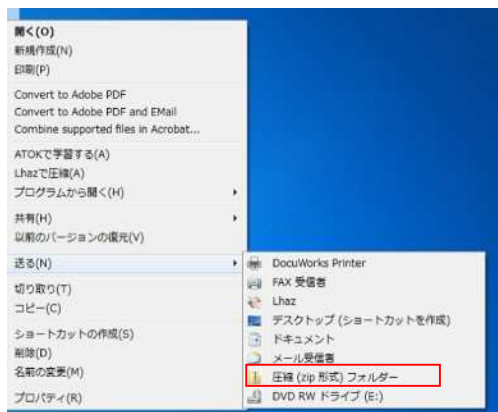 開く(O)
新規作成(N)
印刷(P)
Convert to Adobe PDF
Convert to Adobe PDF and EMail
Combine supported files in Acrobat...
ATOKで学習する(A)
Lhazで圧縮(A)
プログラムから開く(H)
共有(H)
以前のバージョンの復元(V)
送る(N)
切り取り(T)
コピー(C)
ショートカットの作成(S)
削除(D)
名前の変更(M)
プロパティ(R)
DocuWorks Printer
FAX 受信者
Lhaz
デスクトップ (ショートカットを作成)
ドキュメント
メール受信者
圧縮 (zip 形式) フォルダー
DVD RW ドライブ (E:)